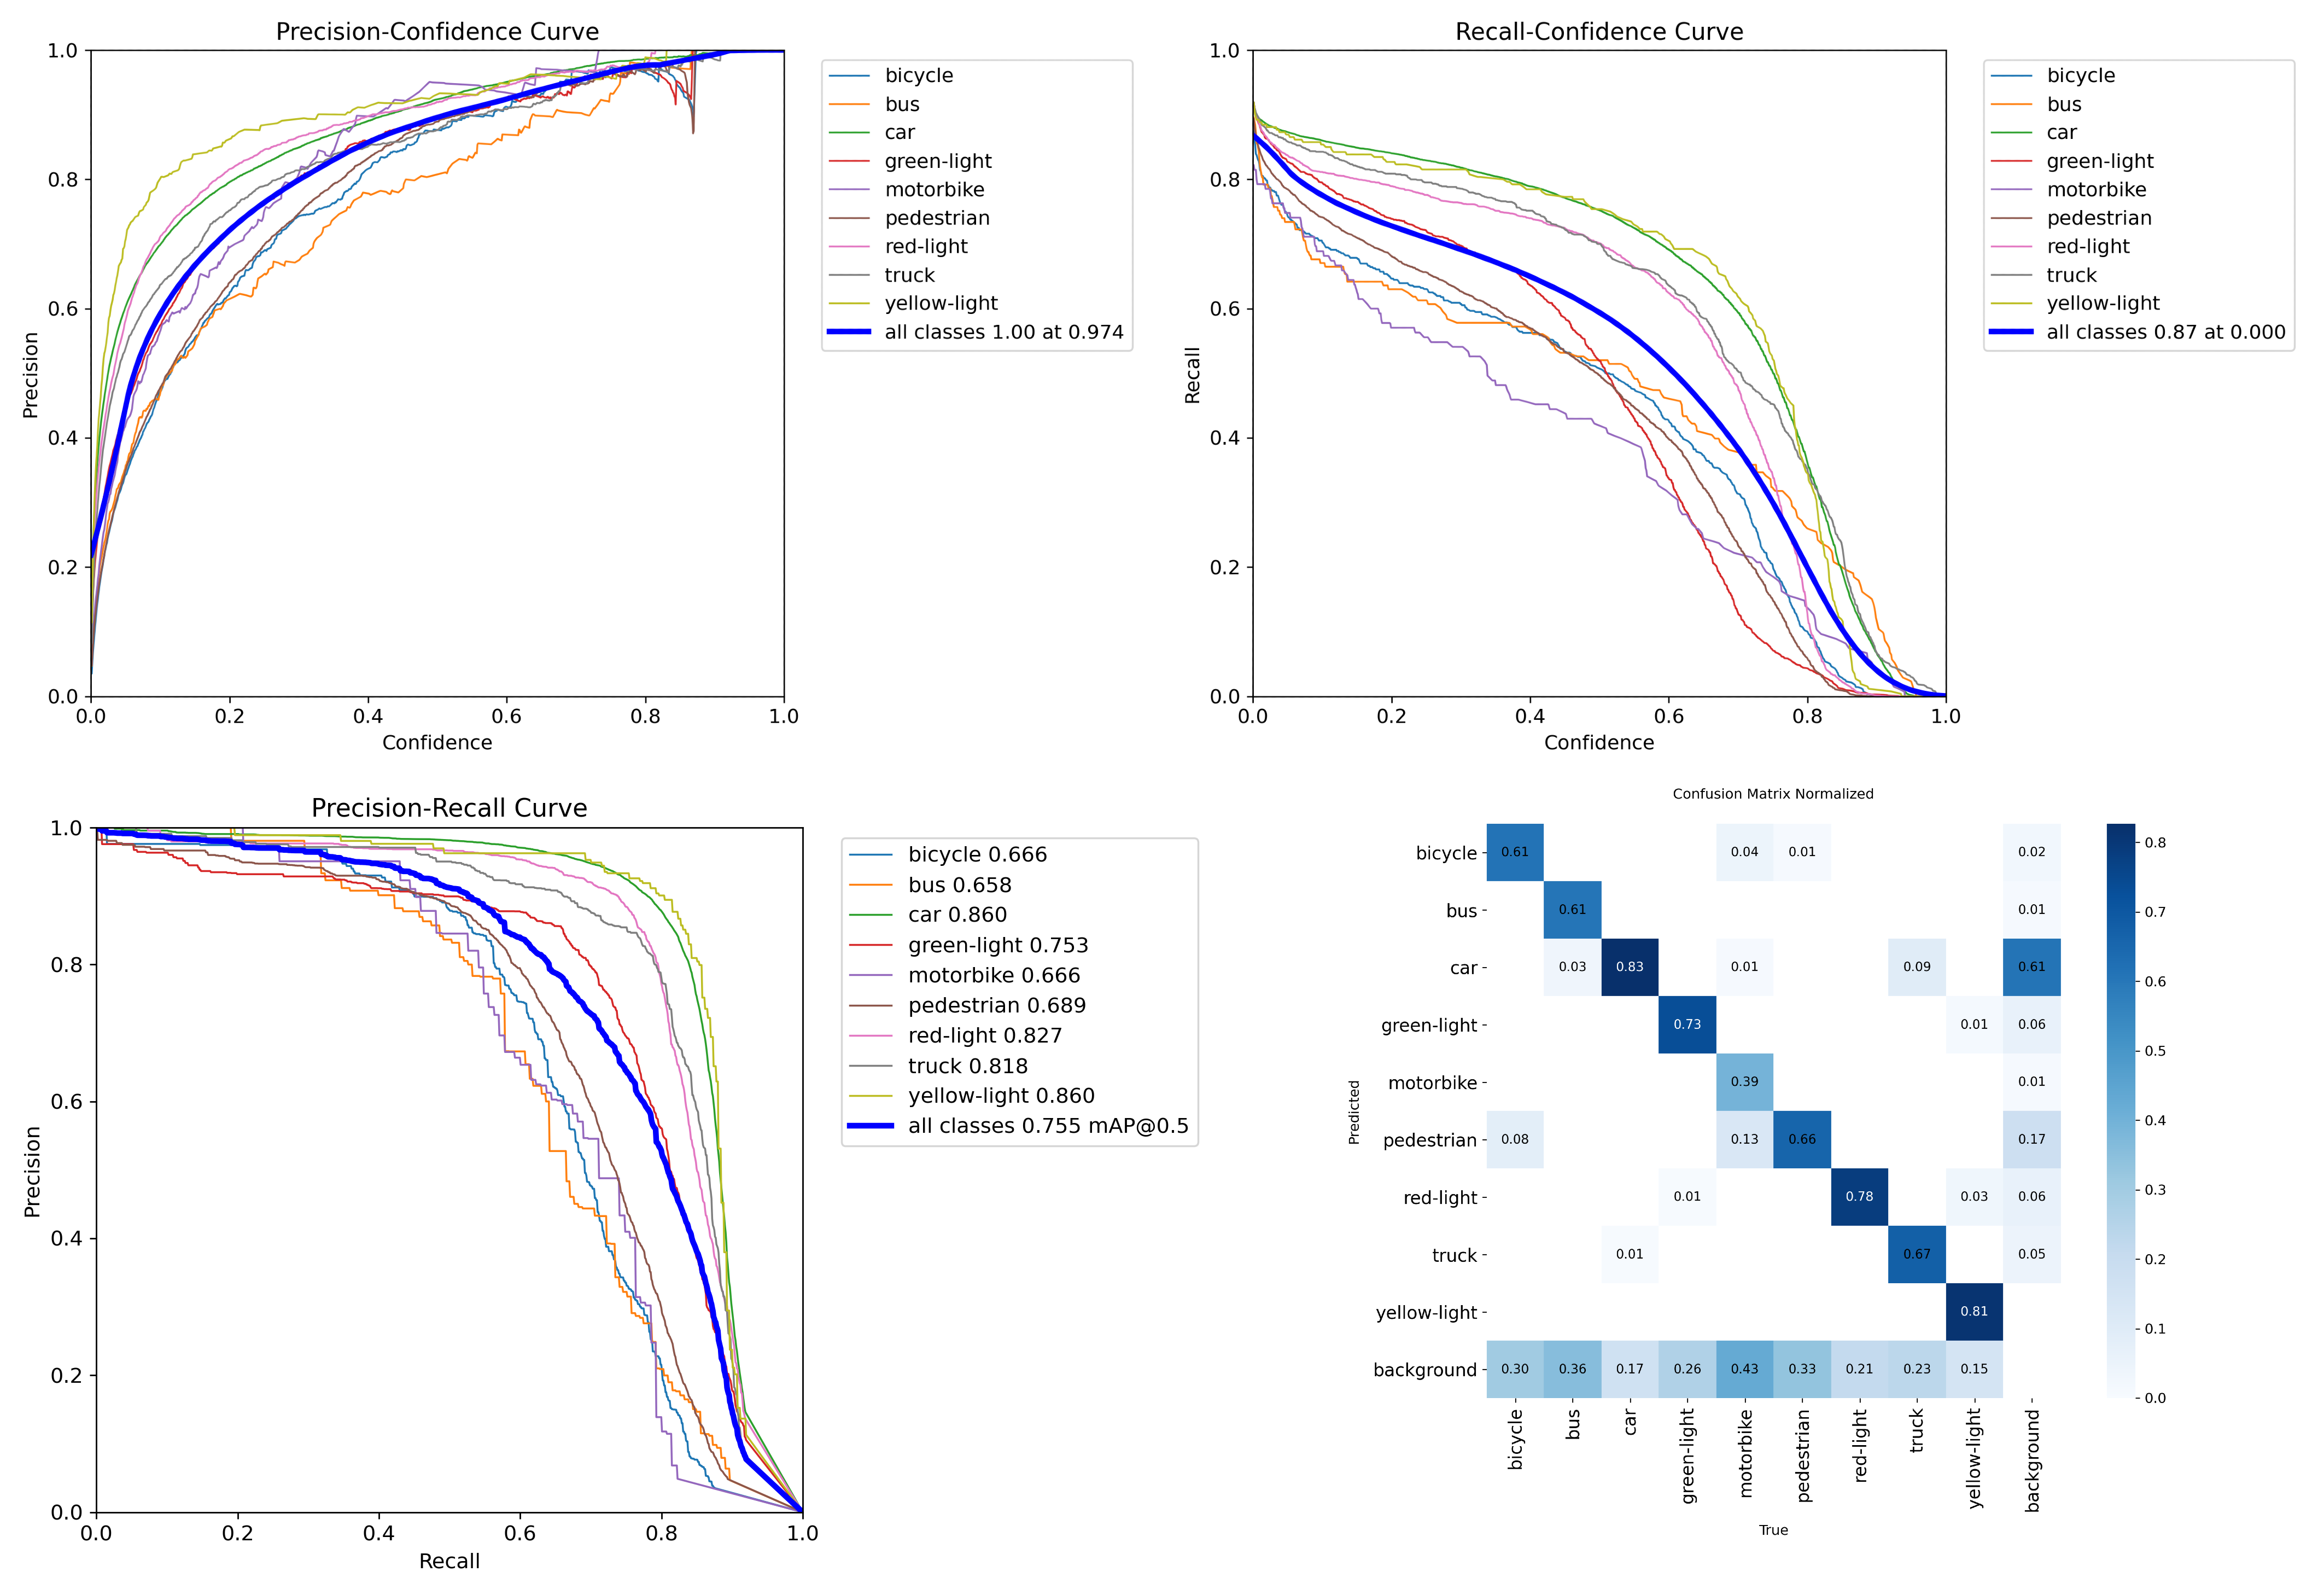 Precision-Confidence Curve
1.0
0.8
0.6
0.4
0.2
0.0
Precision
0.0 0.2 0.4 0.6 0.8 1.0
Confidence
bicycle
bus
car
green-light
motorbike
pedestrian
red-light
truck
yellow-light
all classes 1.00 at 0.974
Recall-Confidence Curve
1.0
0.8
0.6
0.4
0.2
0.0
Recall
0.0 0.2 0.4 0.6 0.8 1.0
Confidence
bicycle
bus
car
green-light
motorbike
pedestrian
red-light
truck
yellow-light
all classes 0.87 at 0.000
Precision-Recall Curve
1.0
0.8
0.6
0.4
0.2
0.0
Precision
0.0 0.2 0.4 0.6 0.8 1.0
Recall
bicycle 0.666
bus 0.658
car 0.860
green-light 0.753
motorbike 0.666
pedestrian 0.689
red-light 0.827
truck 0.818
yellow-light 0.860
all classes 0.755 mAP@0.5
Confusion Matrix Normalized
Predicted
bicycle 0.61 0.04 0.01 0.02
bus 0.61 0.01
car 0.03 0.83 0.01 0.09 0.61
green-light 0.73 0.01 0.06
motorbike 0.39 0.01
pedestrian 0.08 0.13 0.66 0.17
red-light 0.01 0.78 0.03 0.06
truck 0.01 0.67 0.05
yellow-light 0.81
background 0.30 0.36 0.17 0.26 0.43 0.33 0.21 0.23 0.15
bicycle bus car green-light motorbike pedestrian red-light truck yellow-light background
True
0.8
0.7
0.6
0.5
0.4
0.3
0.2
0.1
0.0